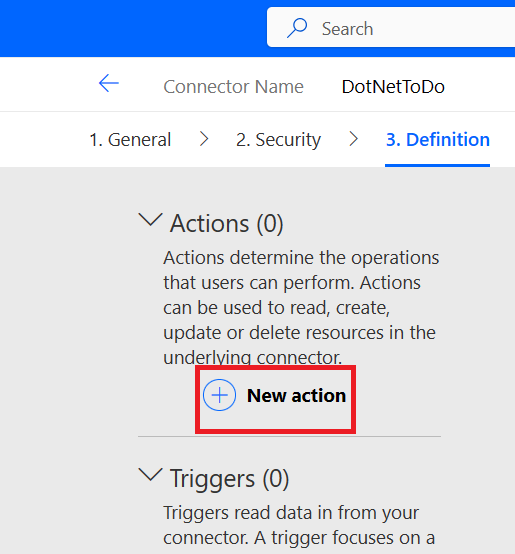 Search
Connector Name DotNetToDo
1. General 2. Security 3. Definition
Actions (0)
Actions determine the operations
that users can perform. Actions
can be used to read, create,
update or delete resources in the
underlying connector.
New action
Triggers (0)
Triggers read data in from your
connector. A trigger focuses on a